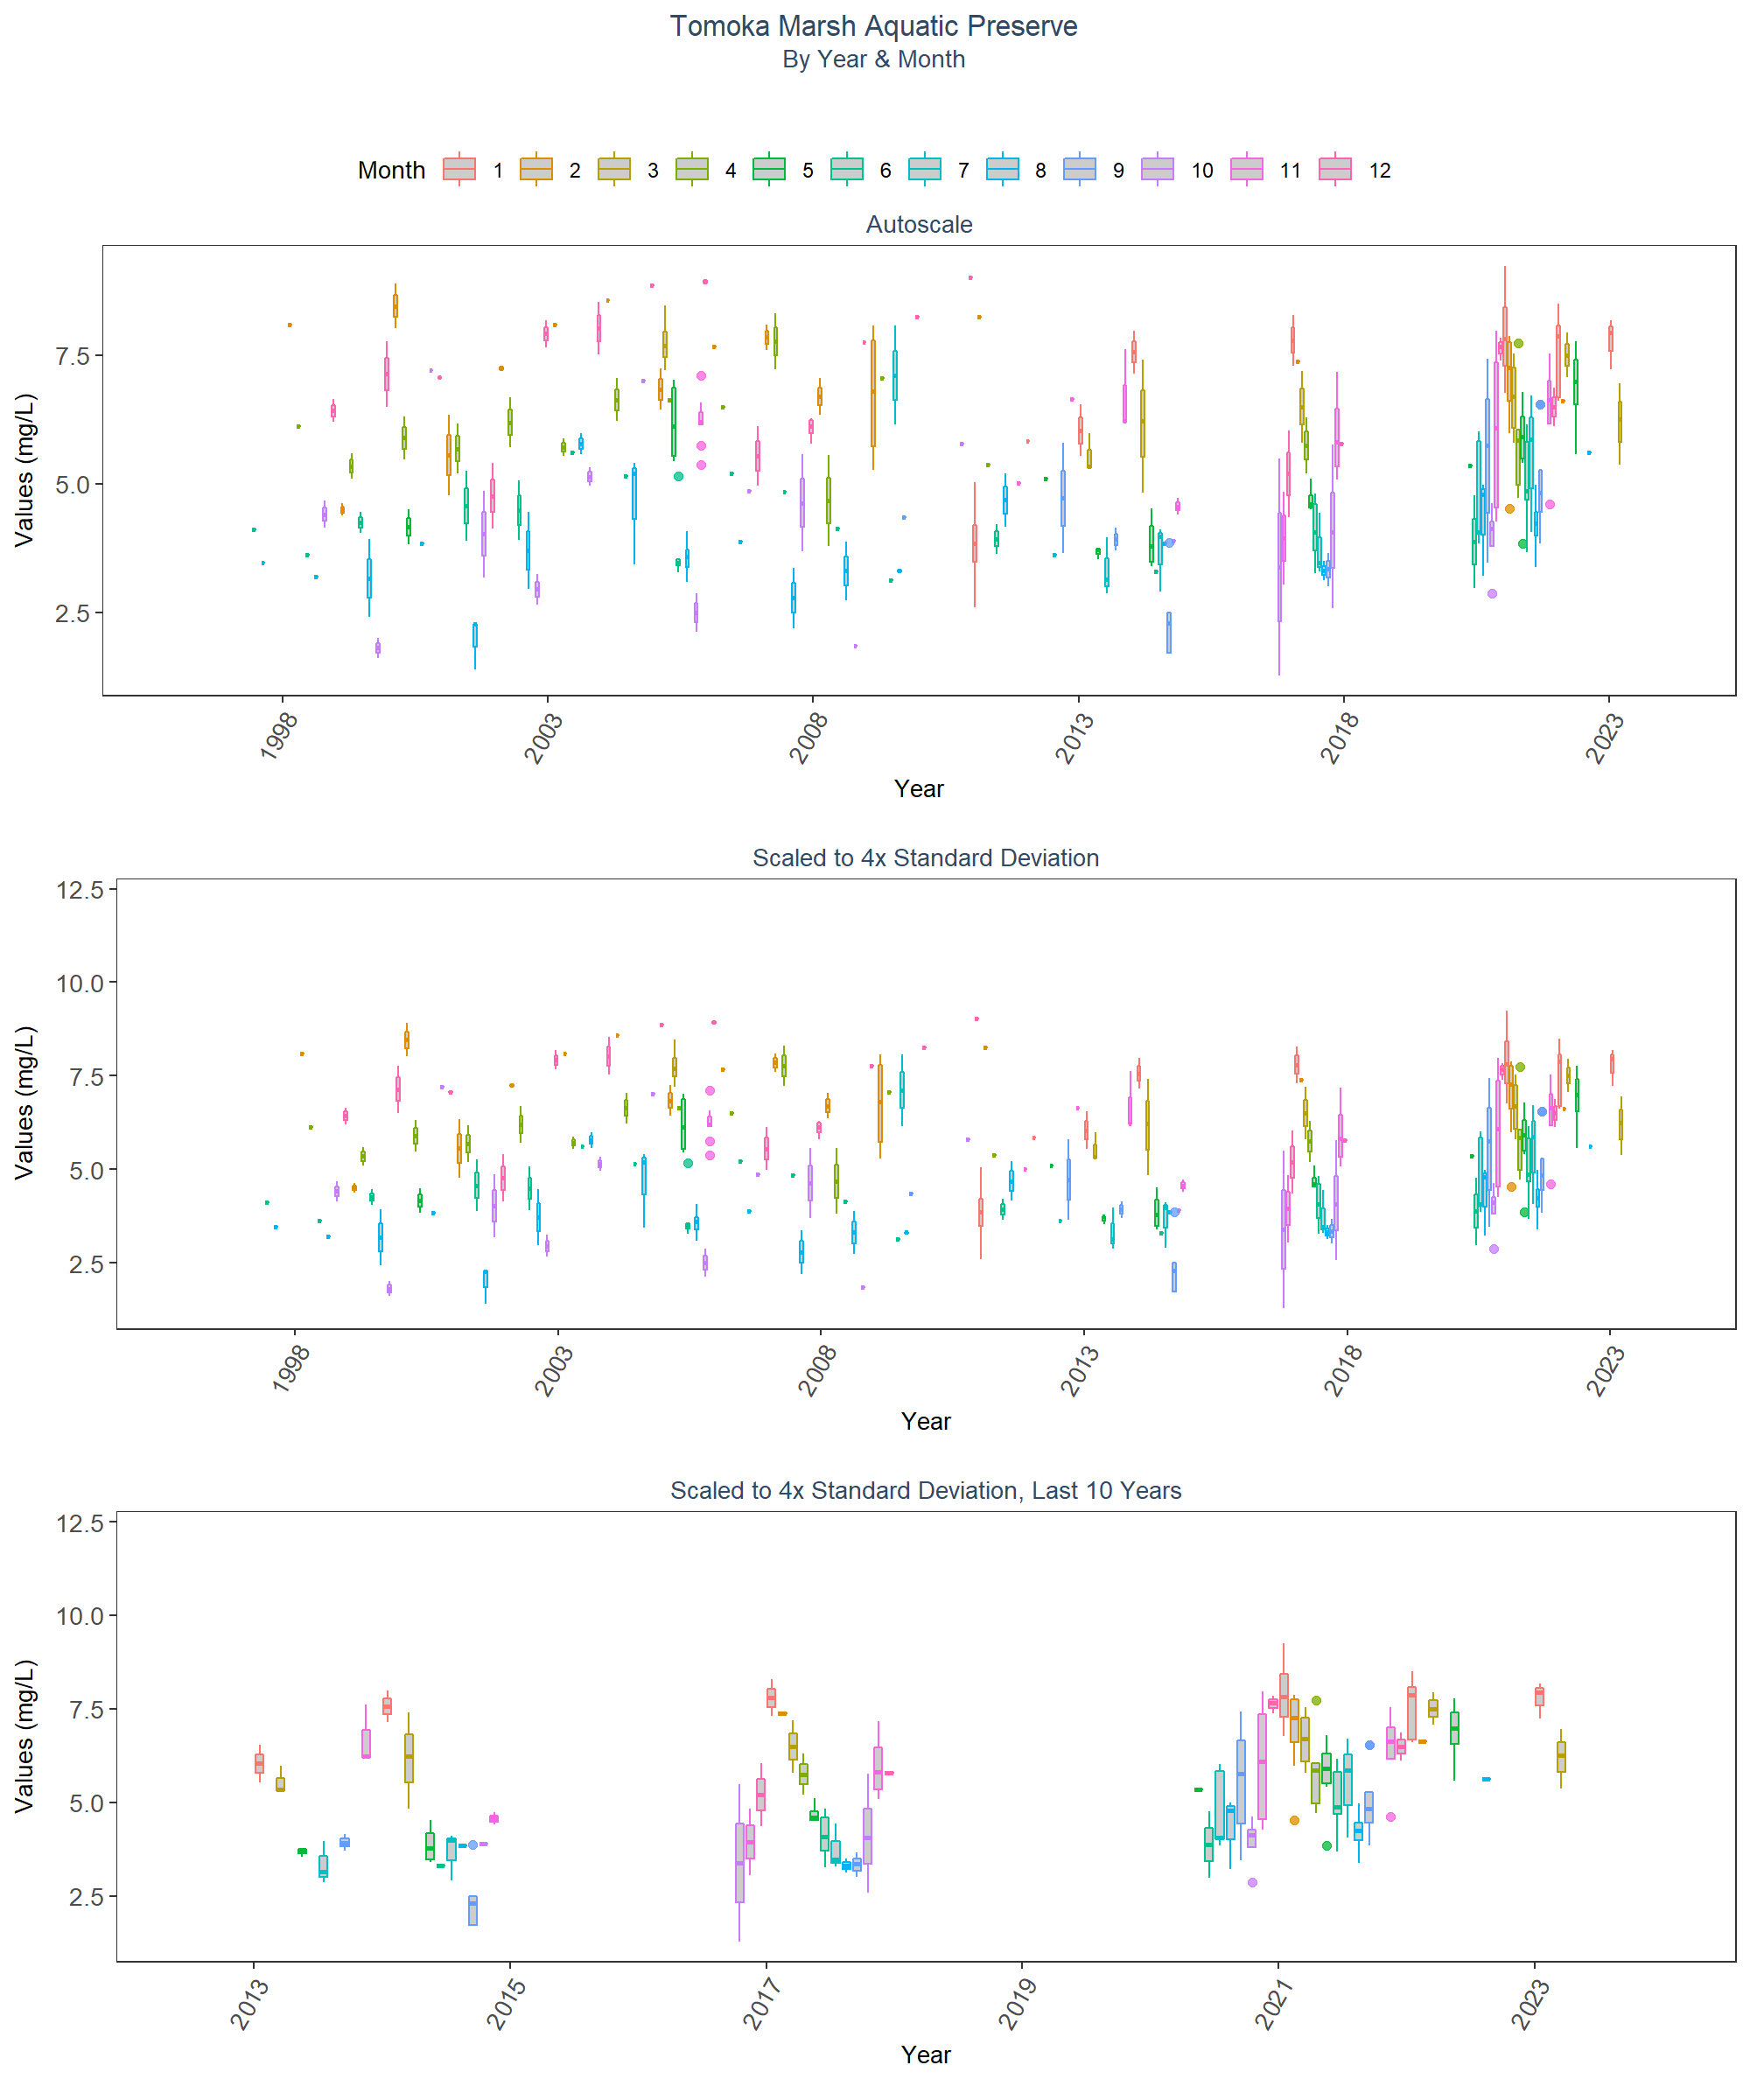 Tomoka Marsh Aquatic Preserve
By Year & Month
Month 1 2 3 4 5 6 7 8 9 10 11 12
Autoscale
Values (mg/L)
7.5
5.0
2.5
1998 2003 2008 2013 2018 2023
Year
Scaled to 4x Standard Deviation
Values (mg/L)
12.5
10.0
7.5
5.0
2.5
1998 2003 2008 2013 2018 2023
Year
Scaled to 4x Standard Deviation, Last 10 Years
Values (mg/L)
12.5
10.0
7.5
5.0
2.5
2013 2015 2017 2019 2021 2023
Year